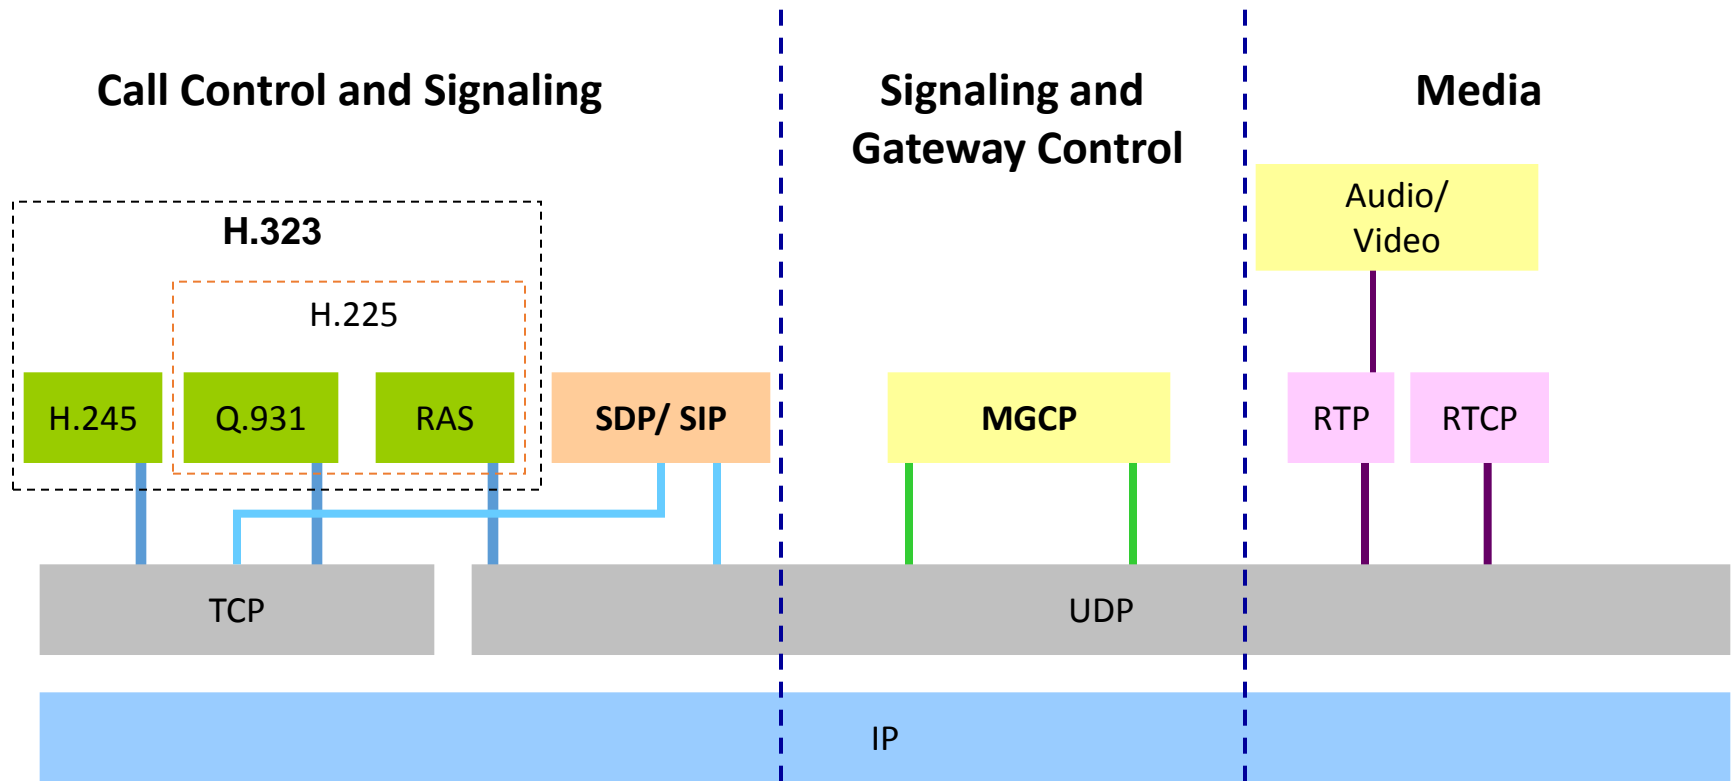 Call Control and Signaling
Signaling and
Gateway Control
Media
Audio/
Video
H.323
H.225
H.245
Q.931
RAS
SDP/ SIP
MGCP
RTP
RTCP
TCP
UDP
IP